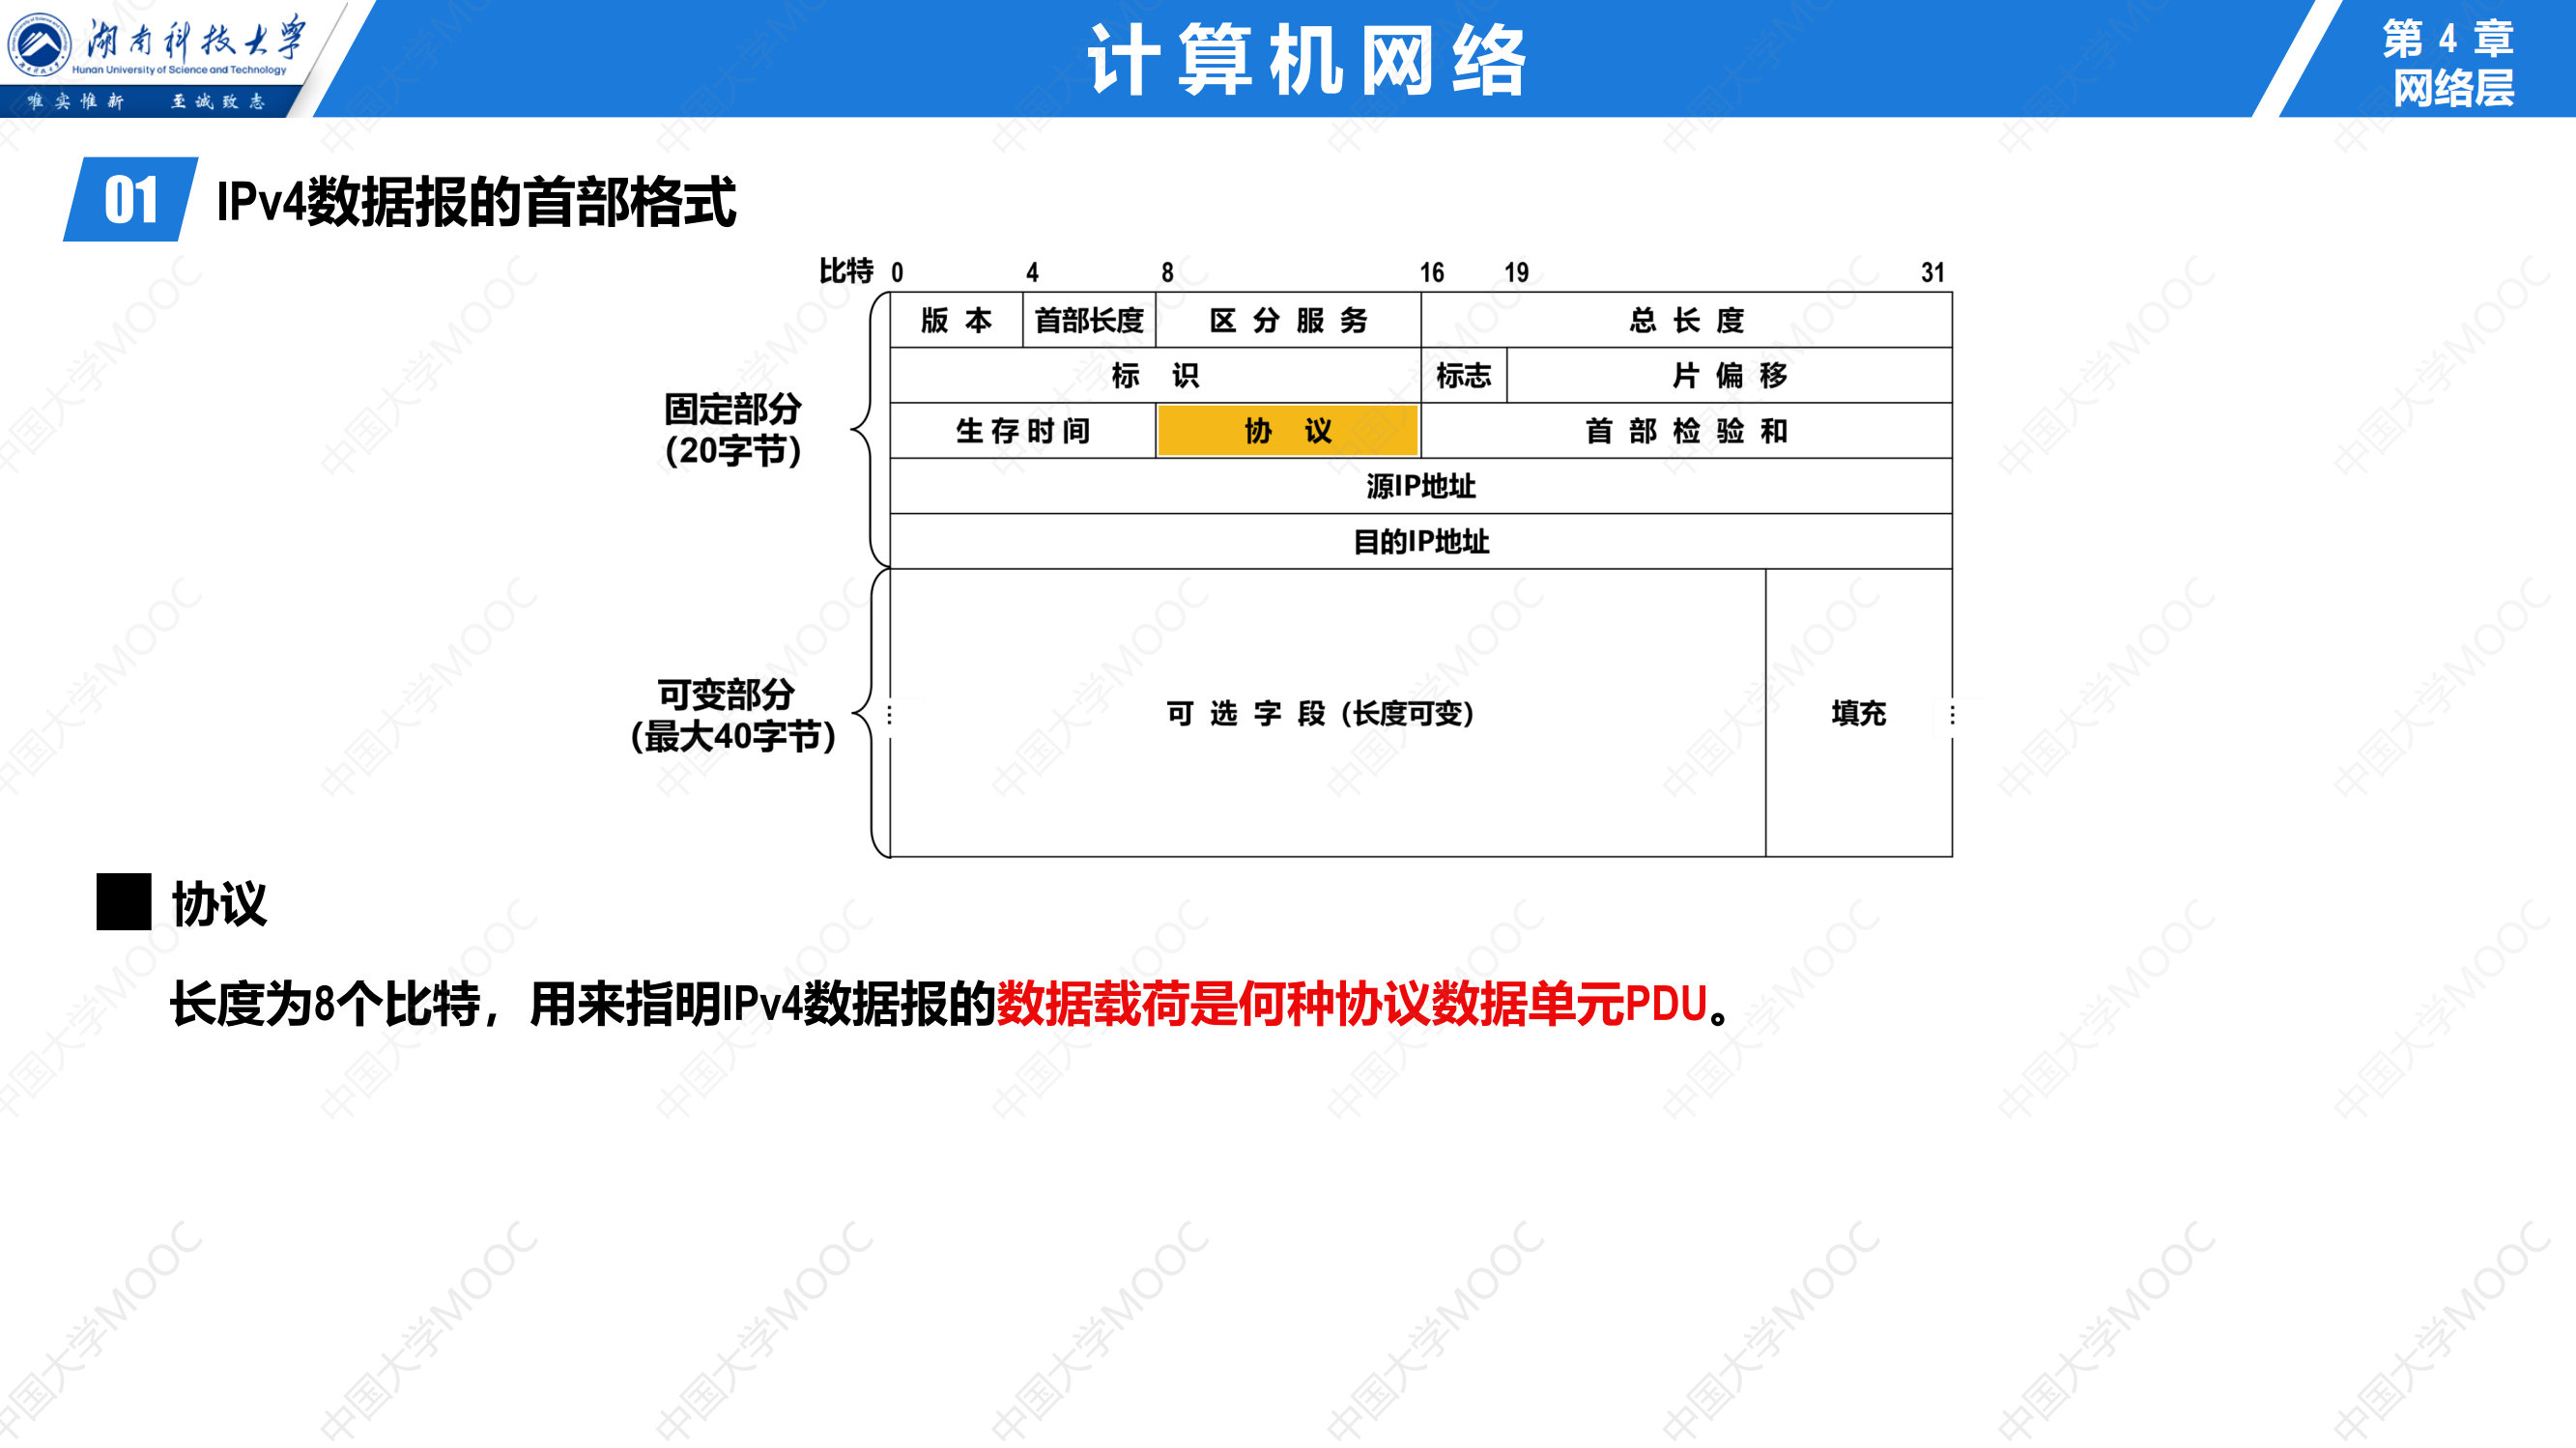 湖南科技大学
Hunan University of Science and Technology
唯实惟新 至诚致志
计算机网络
第 4 章
网络层
01 IPv4数据报的首部格式
比特 0 4 8 16 19 31
版 本 首部长度 区 分 服 务 总 长 度
标 识 标志 片 偏 移
生 存 时 间 协 议 首 部 检 验 和
源IP地址
目的IP地址
固定部分
(20字节)
可 选 字 段 (长度可变) 填充
可变部分
(最大40字节)
协议
长度为8个比特，用来指明IPv4数据报的数据载荷是何种协议数据单元PDU。
中国大学MOOC